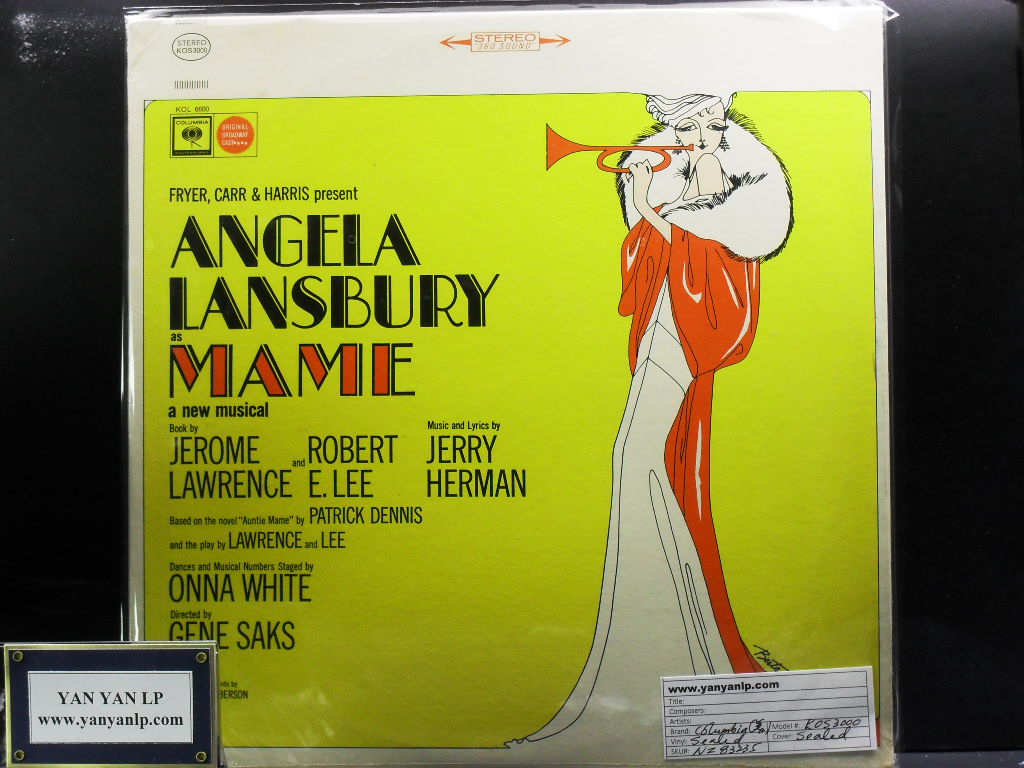 STEREO
KOS3000
STEREO
"360 SOUND"
KOL 6600
COLUMBIA
ORIGINAL
BROADWAY
CAST
FRYER, CARR & HARRIS present
ANGELA
LANSBURY
as
MAME
a new musical
Book by
JEROME
LAWRENCE and ROBERT
E. LEE
Music and Lyrics by
JERRY
HERMAN
Based on the novel "Auntie Mame" by PATRICK DENNIS
and the play by LAWRENCE and LEE
Dances and Musical Numbers Staged by
ONNA WHITE
Directed by
GENE SAKS
BERSON
YAN YAN LP
www.yanyanlp.com
www.yanyanlp.com
Title:
Composers:
Artists:
Brand: Columbia Model #: KOS3000
Vinyl: Sealed Cover: Sealed
SKU#: NZ83235